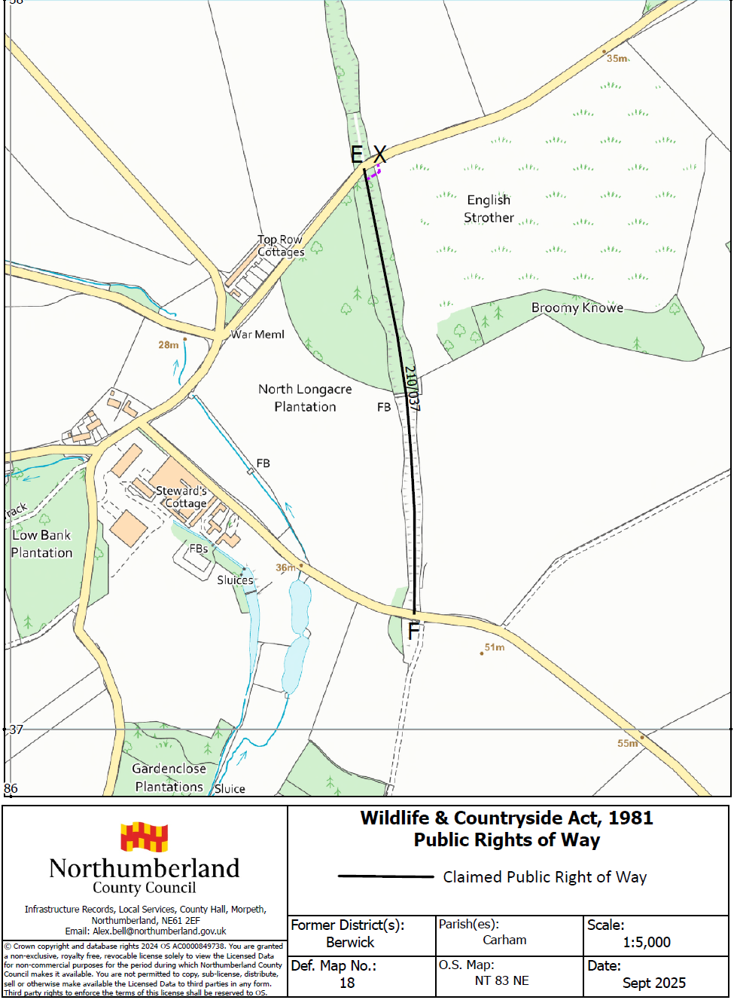 58
35m
E X
English
Strother
Top Row
Cottages
Broomy Knowe
War Meml
28m
210/037
North Longacre
Plantation
FB
FB
Steward's
Cottage
rack
Low Bank
Plantation
FBs
36m
Sluices
F
51m
37
55m
Gardenclose
Plantations
Sluice
86
Wildlife & Countryside Act, 1981
Public Rights of Way
Claimed Public Right of Way
Northumberland
County Council
Infrastructure Records, Local Services, County Hall, Morpeth,
Northumberland, NE61 2EF
Email: Alex.bell@northumberland.gov.uk
© Crown copyright and database rights 2024 OS AC0000849738. You are granted
a non-exclusive, royalty free, revocable license solely to view the Licensed Data
for non-commercial purposes for the period during which Northumberland County
Council makes it available. You are not permitted to copy, sub-license, distribute,
sell or otherwise make available the Licensed Data to third parties in any form.
Third party rights to enforce the terms of this license shall be reserved to OS.
Former District(s):
Berwick
Parish(es):
Carham
Scale:
1:5,000
Def. Map No.:
18
O.S. Map:
NT 83 NE
Date:
Sept 2025